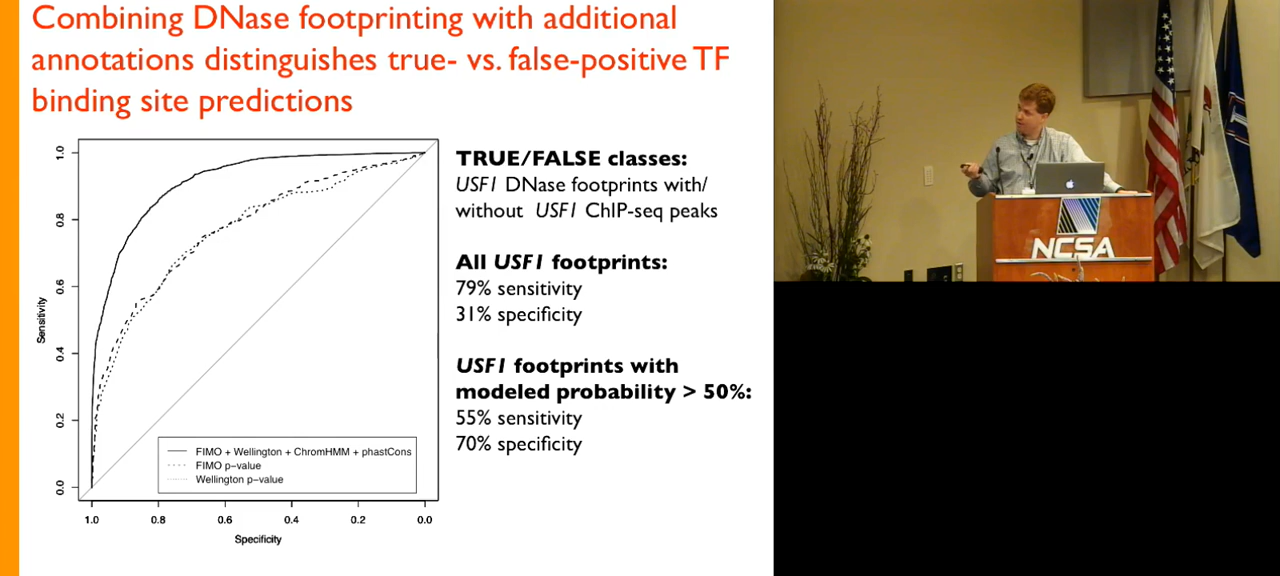 Combining DNase footprinting with additional
annotations distinguishes true- vs. false-positive TF
binding site predictions
1.0
0.8
0.6
0.4
0.2
0.0
Sensitivity
FIMO + Wellington + ChromHMM + phastCons
FIMO p-value
Wellington p-value
1.0 0.8 0.6 0.4 0.2 0.0
Specificity
TRUE/FALSE classes:
USF1 DNase footprints with/
without USF1 ChIP-seq peaks
All USF1 footprints:
79% sensitivity
31% specificity
USF1 footprints with
modeled probability > 50%:
55% sensitivity
70% specificity
NCSA